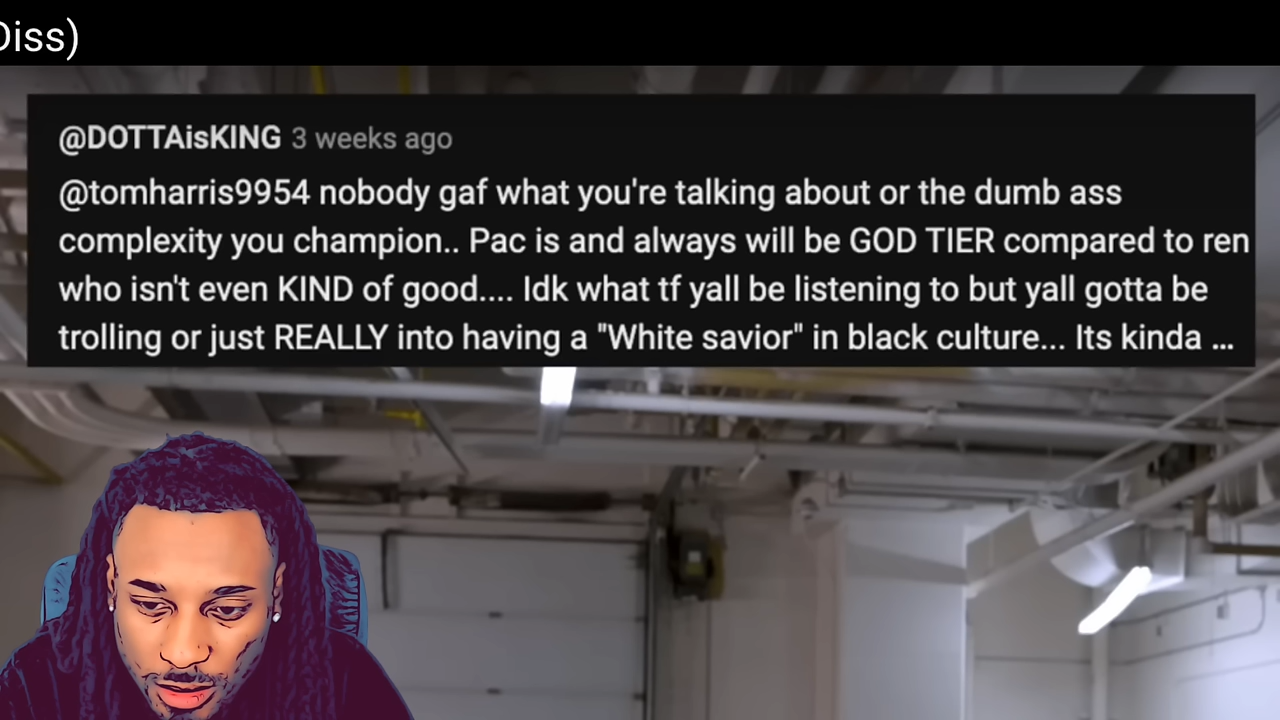 Diss)
@DOTTAisKING 3 weeks ago
@tomharris9954 nobody gaf what you're talking about or the dumb ass
complexity you champion.. Pac is and always will be GOD TIER compared to ren
who isn't even KIND of good.... Idk what tf yall be listening to but yall gotta be
trolling or just REALLY into having a "White savior" in black culture... Its kinda ...